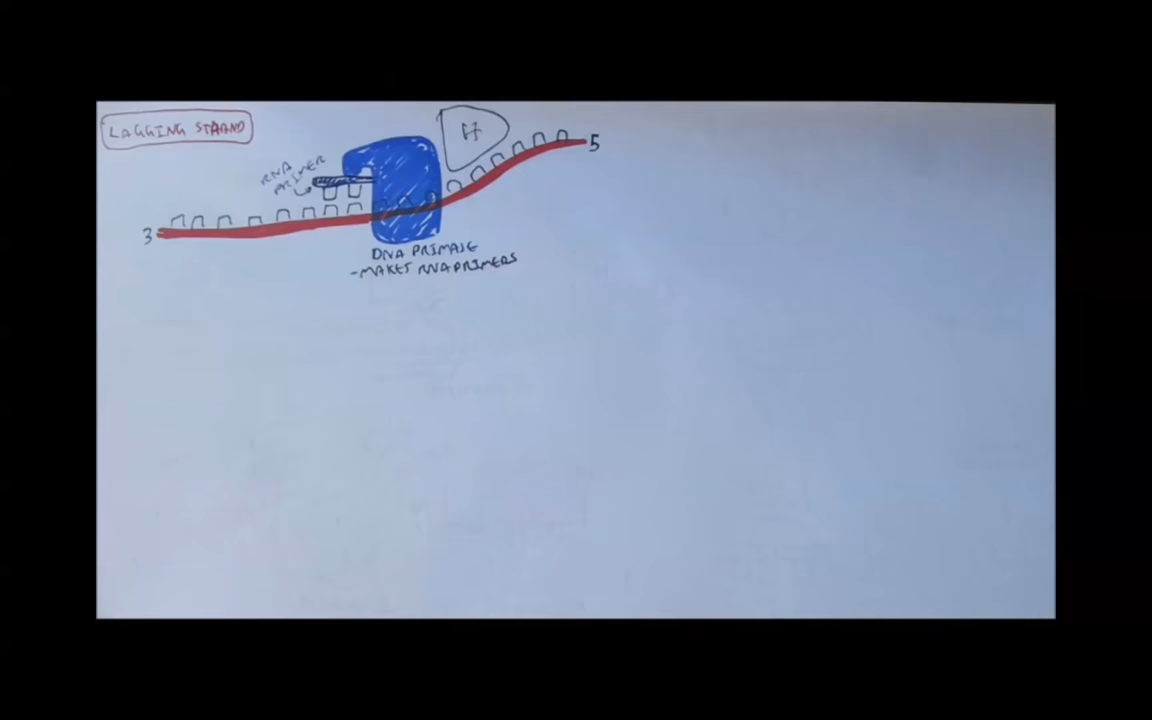 LAGGING STRAND
H
5
RNA
PRIMER
3
DNA PRIMASE
-MAKES RNA PRIMERS